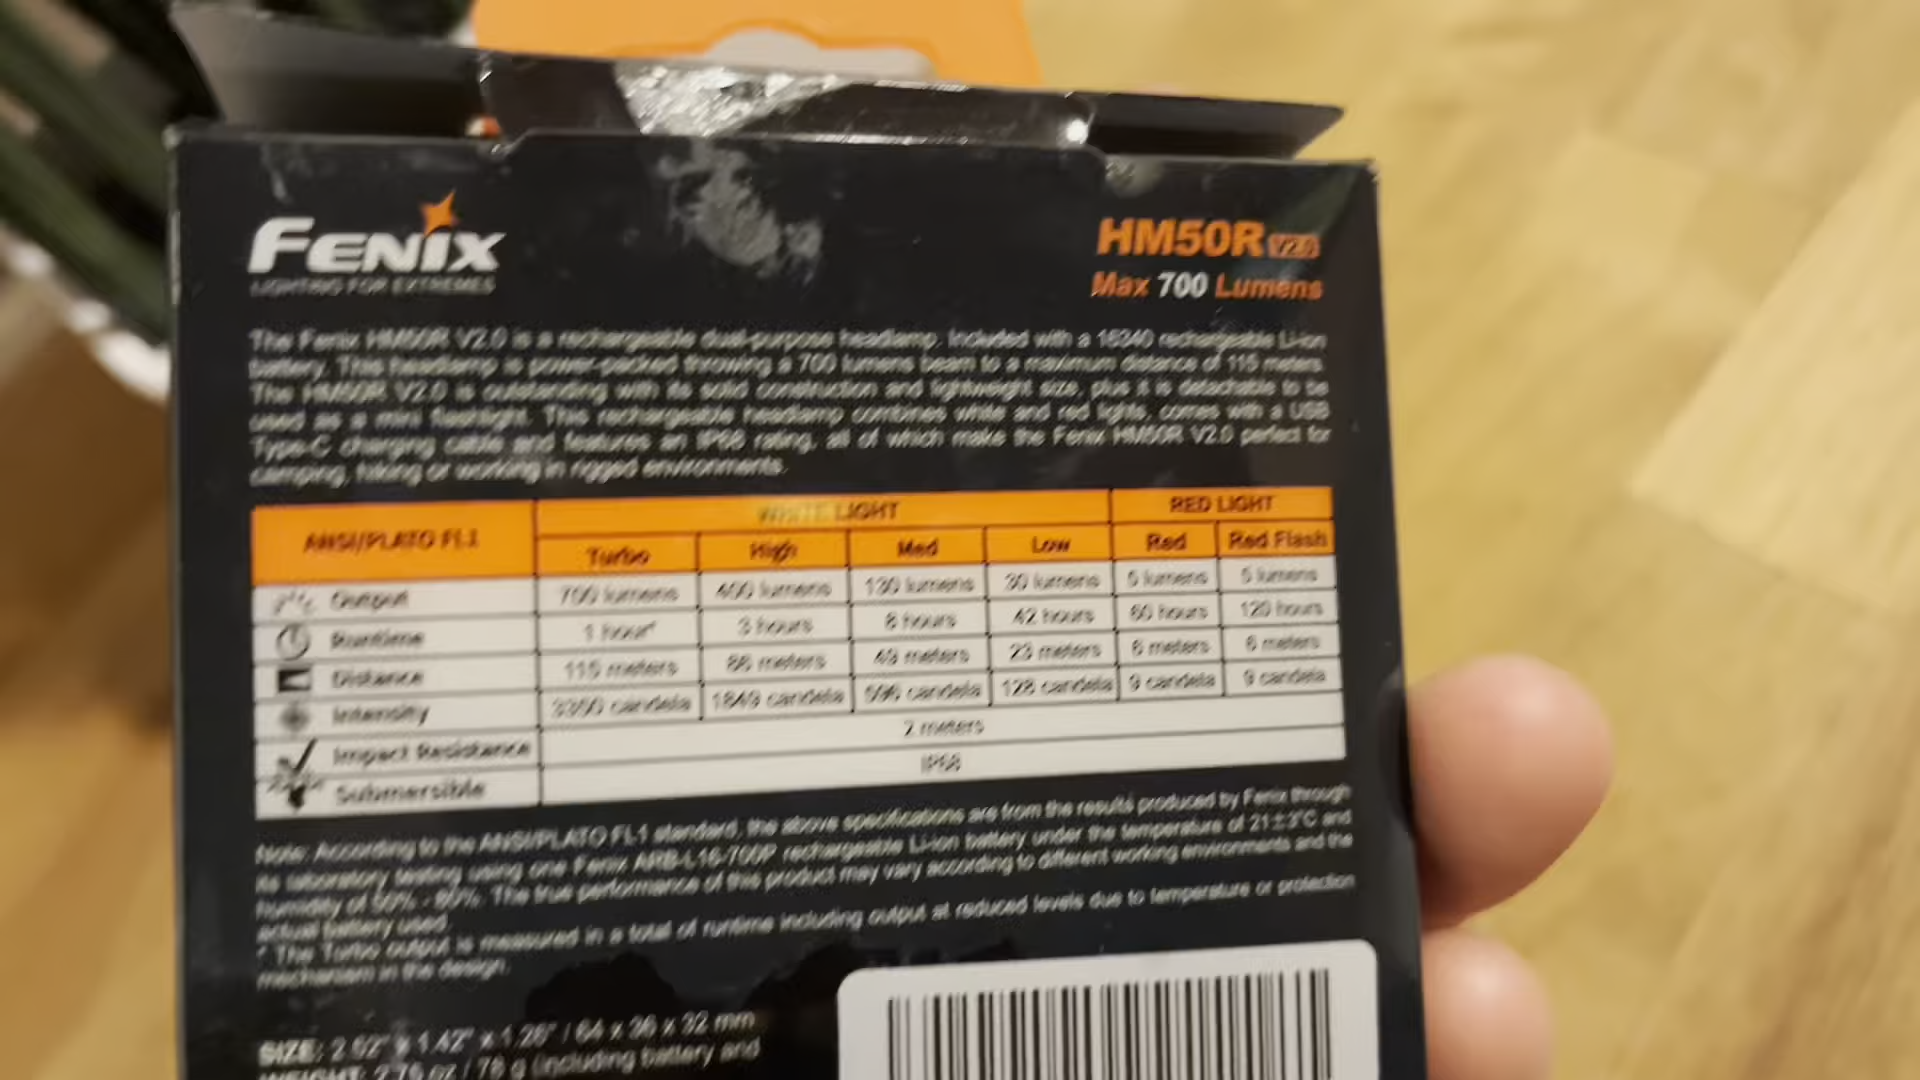 FENIX
LIGHTING FOR EXTREMES
HM50R V2.0
Max 700 Lumens
The Fenix HM50R V2.0 is a rechargeable dual-purpose headlamp. Included with a 16340 rechargeable Li-ion
battery. This headlamp is power-packed throwing a 700 lumens beam to a maximum distance of 115 meters.
The HM50R V2.0 is outstanding with its solid construction and lightweight size, plus it is detachable to be
used as a mini flashlight. This rechargeable headlamp combines white and red lights, comes with a USB
Type-C charging cable and features an IP68 rating, all of which make the Fenix HM50R V2.0 perfect for
camping, hiking or working in rigged environments.
ANSI/PLATO FL1 WHITE LIGHT RED LIGHT
Turbo High Med Low Red Red Flash
Output 700 lumens 400 lumens 130 lumens 30 lumens 5 lumens 5 lumens
Runtime 1 hour* 3 hours 8 hours 42 hours 60 hours 120 hours
Distance 115 meters 86 meters 49 meters 23 meters 6 meters 6 meters
Intensity 1849 candela 128 candela 9 candela 9 candela
Impact Resistance 2 meters
Submersible IP68
Note: According to the ANSI/PLATO FL1 standard, the above specifications are from the results produced by Fenix through
its laboratory testing using one Fenix ARB-L16-700P rechargeable Li-ion battery under the temperature of 21±3°C and
humidity of 50% - 80%. The true performance of this product may vary according to different working environments and the
actual battery used.
* The Turbo output is measured in a total of runtime including output at reduced levels due to temperature or protection
mechanism in the design.
SIZE: 2.52" x 1.42" x 1.26" / 64 x 36 x 32 mm
WEIGHT: 2.75 oz / 78 g (including battery and